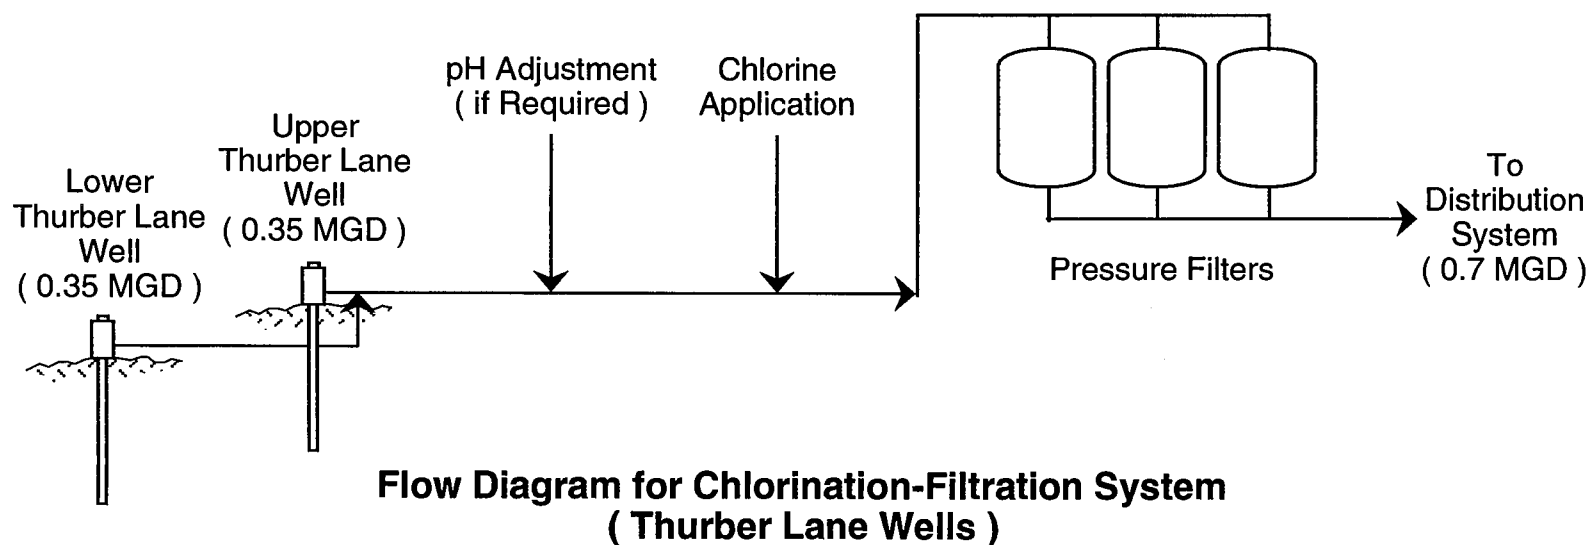 Lower
Thurber Lane
Well
( 0.35 MGD )
Upper
Thurber Lane
Well
( 0.35 MGD )
pH Adjustment
( if Required )
Chlorine
Application
Pressure Filters
To
Distribution
System
( 0.7 MGD )
Flow Diagram for Chlorination-Filtration System
( Thurber Lane Wells )